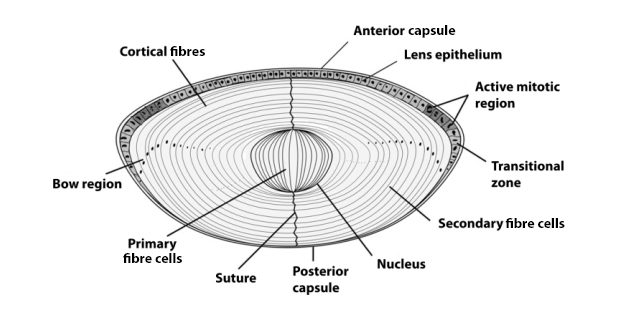 Anterior capsule
Cortical fibres
Lens epithelium
Active mitotic
region
Transitional
zone
Bow region
Secondary fibre cells
Primary
fibre cells
Nucleus
Suture
Posterior
capsule